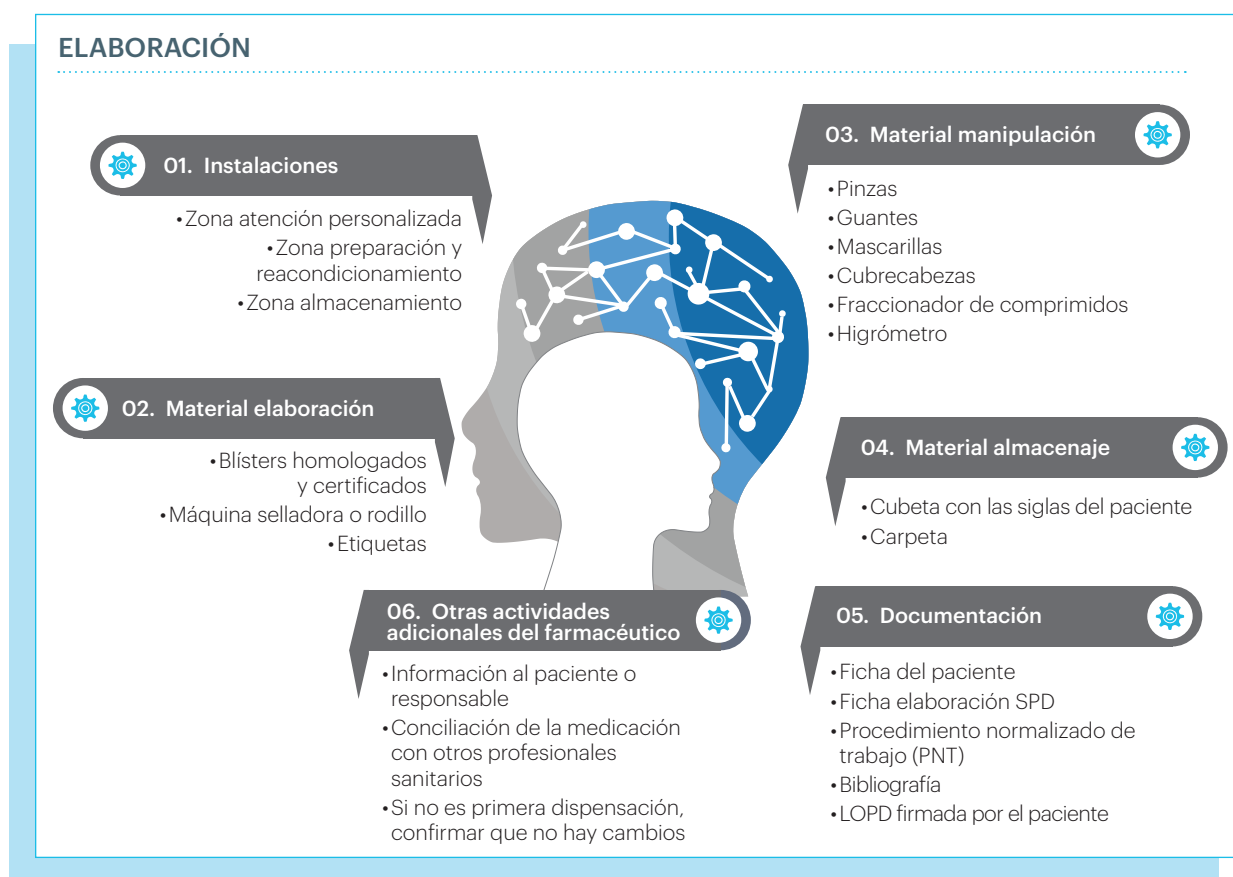 ELABORACIÓN
01. Instalaciones
•Zona atención personalizada
•Zona preparación y
reacondicionamiento
•Zona almacenamiento
02. Material elaboración
•Blísters homologados
y certificados
•Máquina selladora o rodillo
•Etiquetas
03. Material manipulación
•Pinzas
•Guantes
•Mascarillas
•Cubrecabezas
•Fraccionador de comprimidos
•Higrómetro
04. Material almacenaje
•Cubeta con las siglas del paciente
•Carpeta
05. Documentación
•Ficha del paciente
•Ficha elaboración SPD
•Procedimiento normalizado de
trabajo (PNT)
•Bibliografía
•LOPD firmada por el paciente
06. Otras actividades
adicionales del farmacéutico
•Información al paciente o
responsable
•Conciliación de la medicación
con otros profesionales
sanitarios
•Si no es primera dispensación,
confirmar que no hay cambios